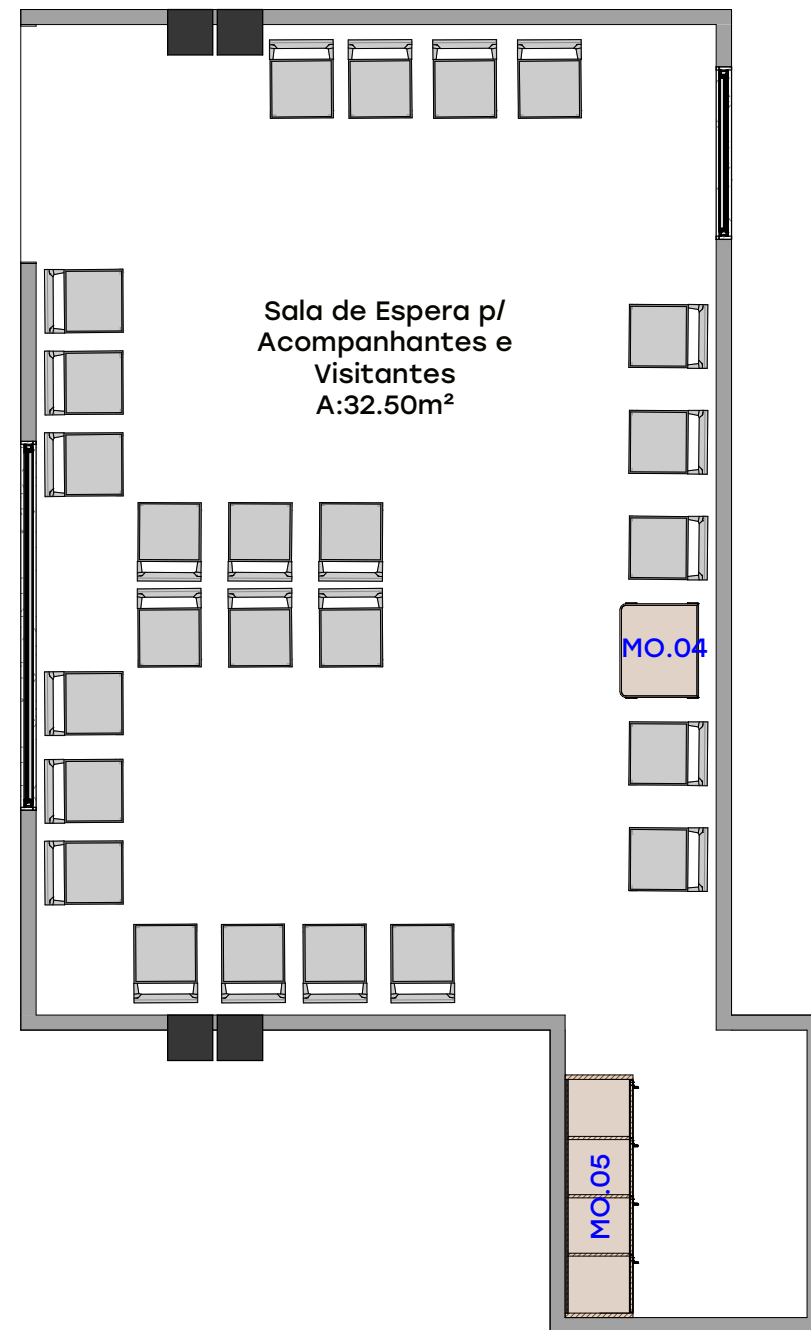 Sala de Espera p/
Acompanhantes e
Visitantes
A:32.50m²
MO.04
MO.05